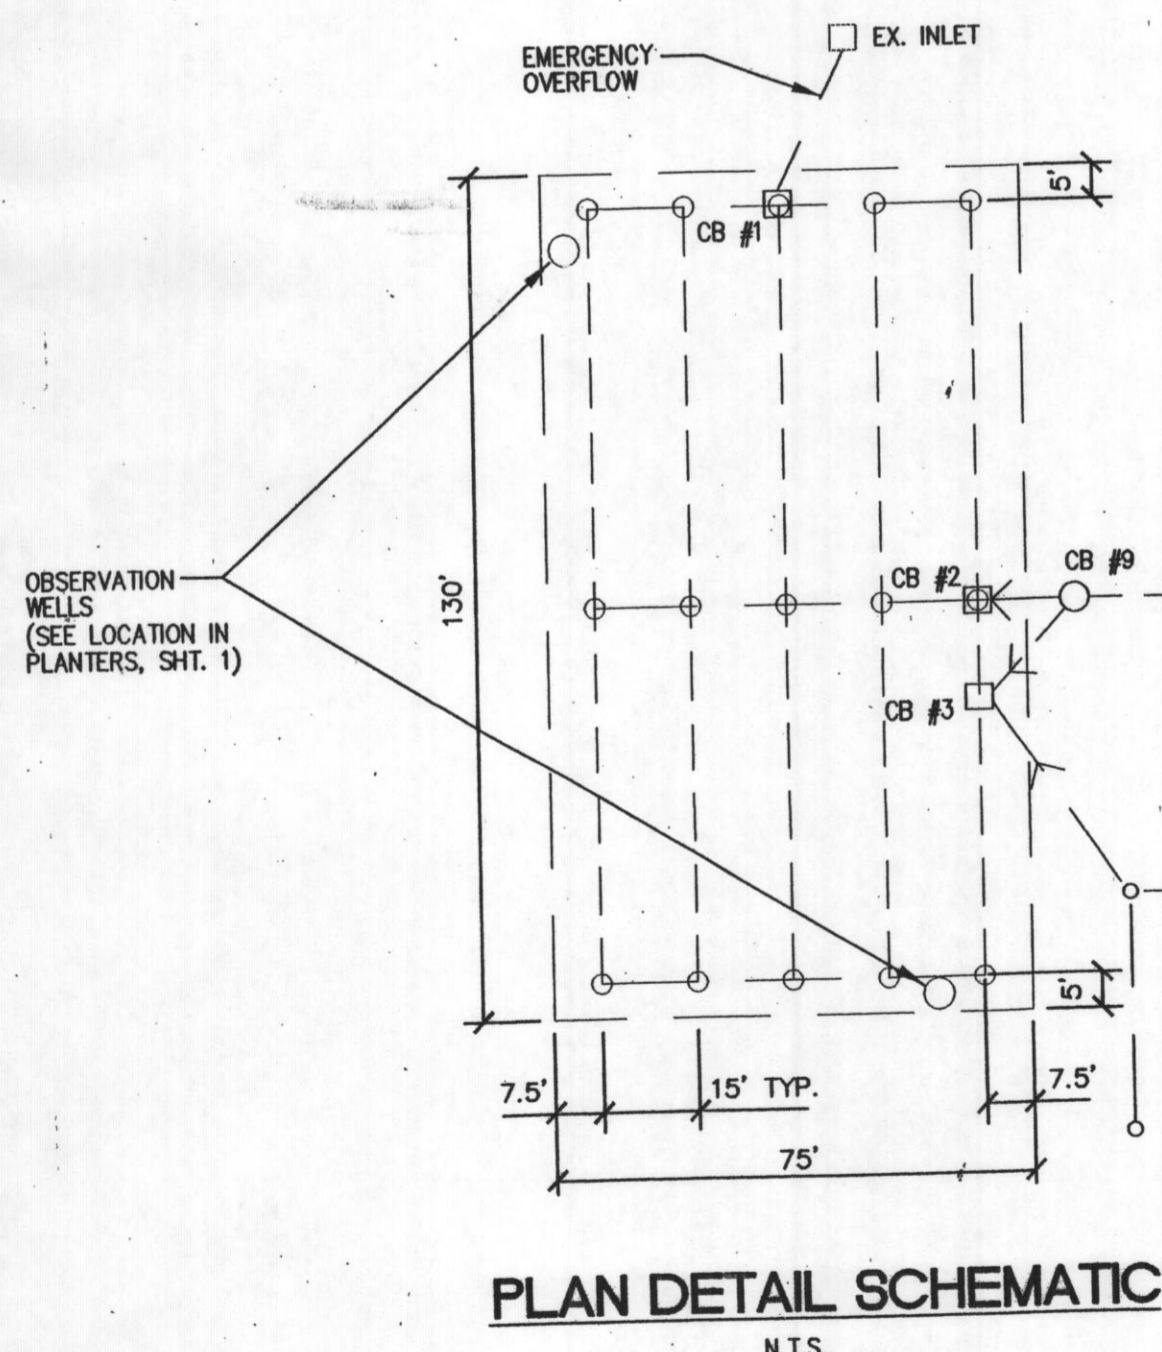 EX. INLET
EMERGENCY
OVERFLOW
5'
CB #1
130'
OBSERVATION
WELLS
(SEE LOCATION IN
PLANTERS, SHT. 1)
CB #2
CB #9
CB #3
5'
7.5'
15' TYP.
7.5'
75'
PLAN DETAIL SCHEMATIC
N.T.S.